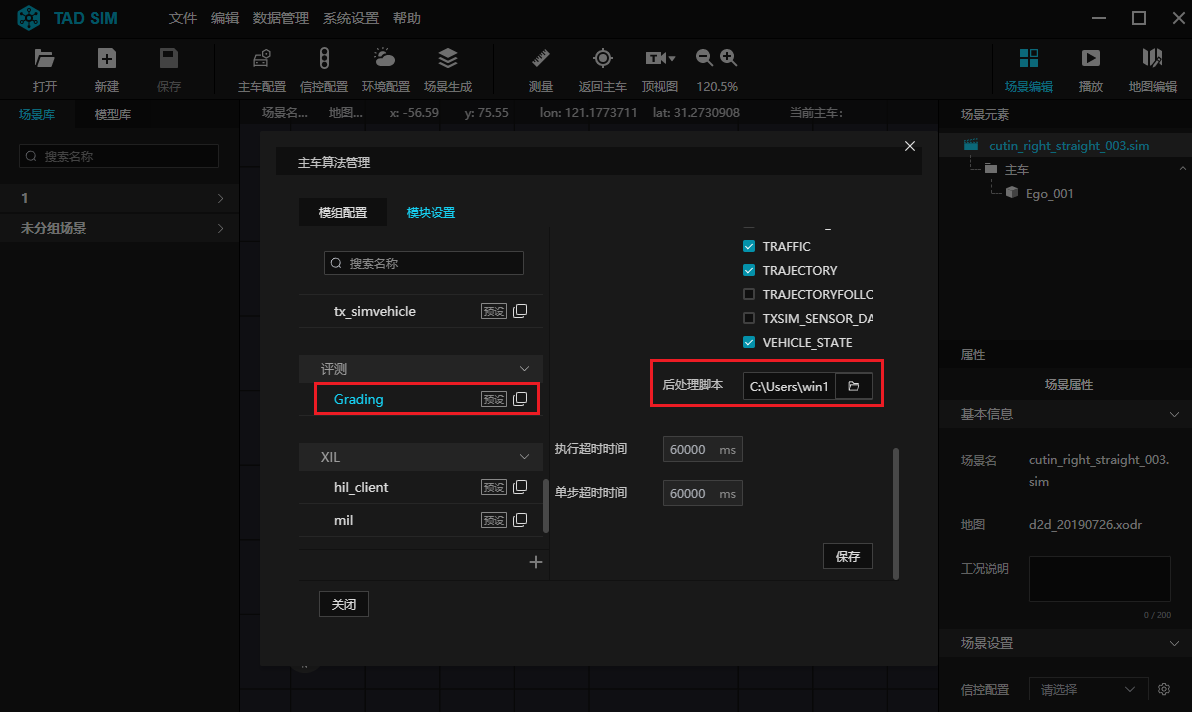 TAD SIM 文件 编辑 数据管理 系统设置 帮助
打开 新建 保存 主车配置 信控配置 环境配置 场景生成 测量 返回主车 顶视图 120.5% 场景编辑 播放 地图编辑
场景库 模型库
场景名... 地图... x: -56.59 y: 75.55 lon: 121.1773711 lat: 31.2730908 当前主车:
搜索名称
1
未分组场景
主车算法管理
模组配置 模块设置
搜索名称
tx_simvehicle 预设
评测
Grading 预设
XIL
hil_client 预设
mil 预设
关闭
TRAFFIC
TRAJECTORY
TRAJECTORYFOLLC
TXSIM_SENSOR_DA
VEHICLE_STATE
后处理脚本 C:\Users\win1
执行超时时间 60000 ms
单步超时时间 60000 ms
保存
场景元素
cutin_right_straight_003.sim
主车
Ego_001
属性
场景属性
基本信息
场景名 cutin_right_straight_003.
sim
地图 d2d_20190726.xodr
工况说明
0 / 200
场景设置
信控配置 请选择